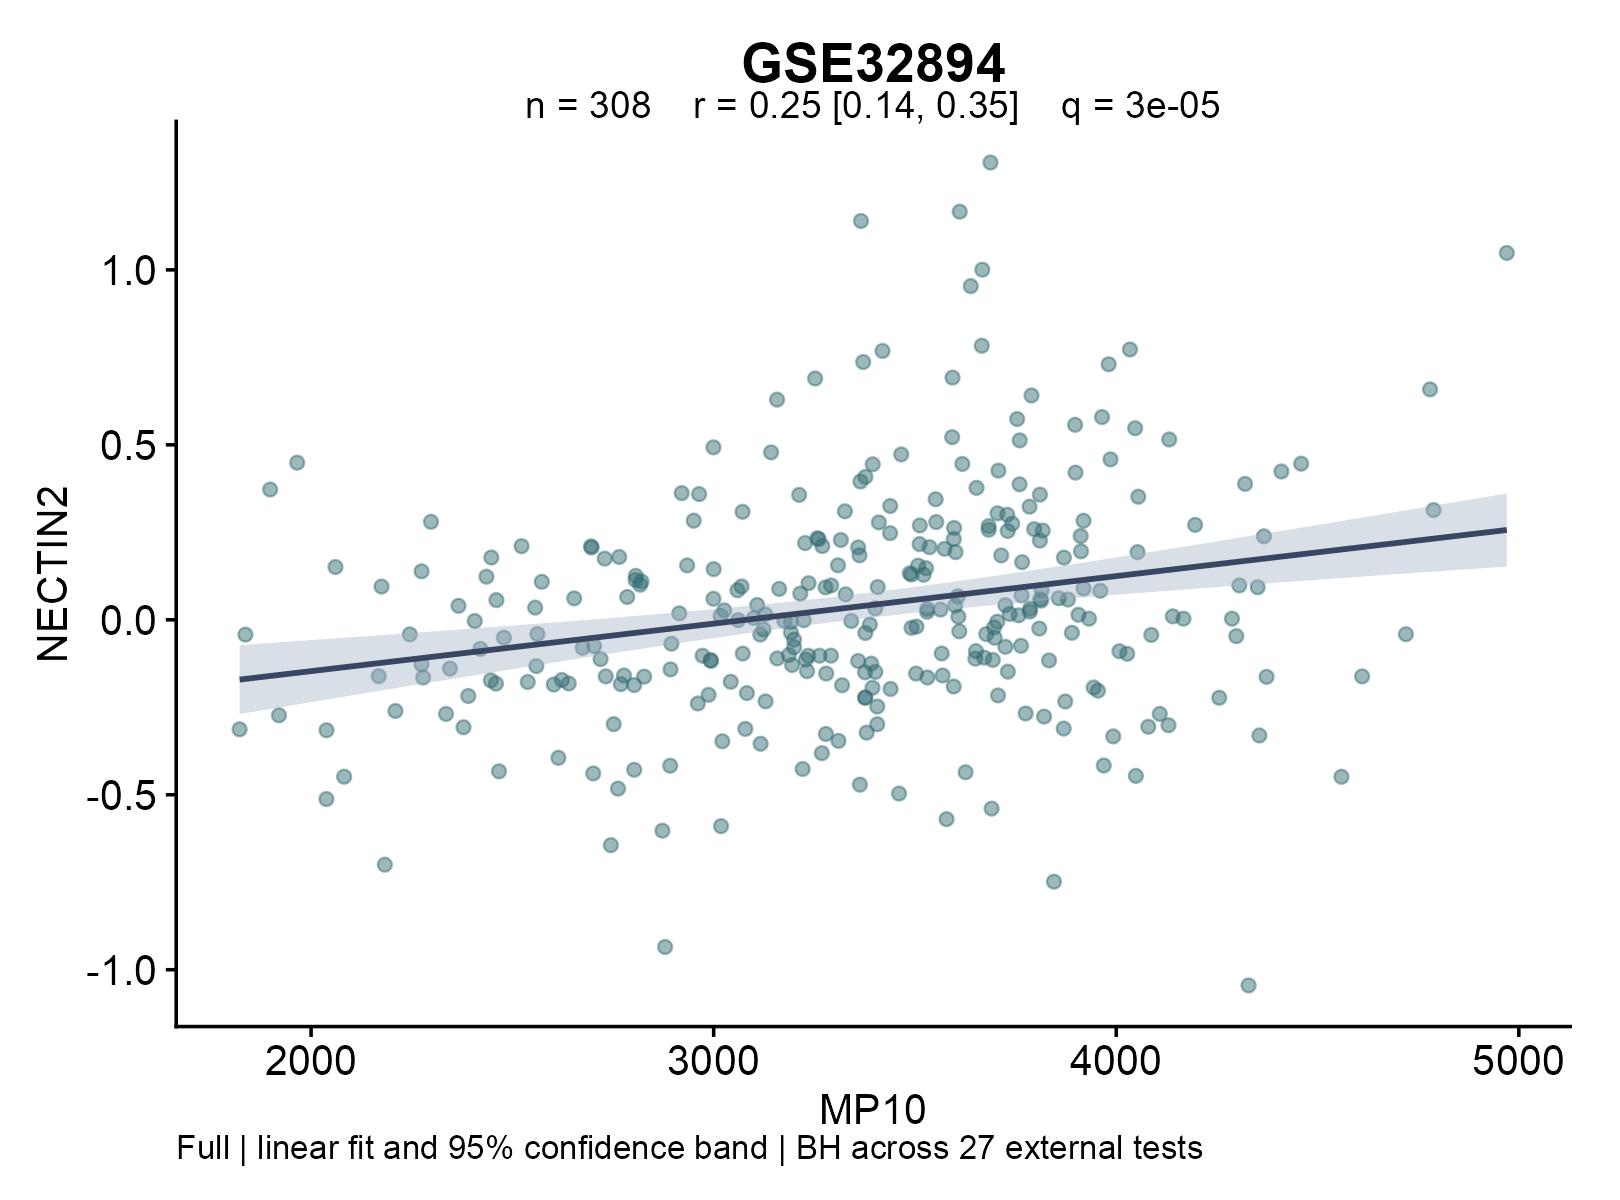 GSE32894
n = 308 r = 0.25 [0.14, 0.35] q = 3e-05
NECTIN2
1.0
0.5
0.0
-0.5
-1.0
2000 3000 4000 5000
MP10
Full | linear fit and 95% confidence band | BH across 27 external tests